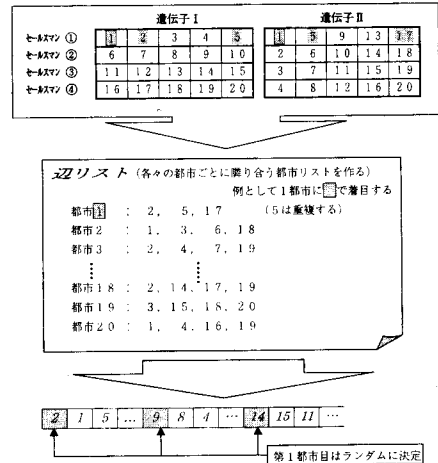 遺伝子Ⅰ 遺伝子Ⅱ
セールスマン ① 1 2 3 4 5 1 5 9 13 17
セールスマン ② 6 7 8 9 10 2 6 10 14 18
セールスマン ③ 11 12 13 14 15 3 7 11 15 19
セールスマン ④ 16 17 18 19 20 4 8 12 16 20
辺リスト (各々の都市ごとに隣り合う都市リストを作る)
例として1都市に で着目する
都市1 : 2, 5, 17 (5は重複する)
都市2 : 1, 3, 6, 18
都市3 : 2, 4, 7, 19
都市18 : 2, 14, 17, 19
都市19 : 3, 15, 18, 20
都市20 : 1, 4, 16, 19
2 1 5 … 9 8 4 … 14 15 11 …
第1都市目はランダムに決定